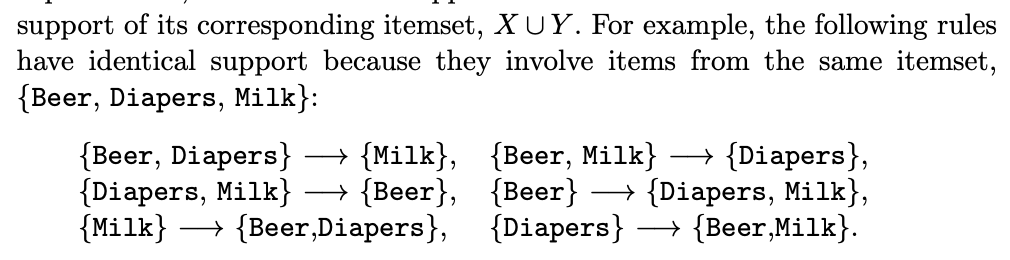 support of its corresponding itemset, X ∪ Y. For example, the following rules
have identical support because they involve items from the same itemset,
{Beer, Diapers, Milk}:
{Beer, Diapers} ⟶ {Milk}, {Beer, Milk} ⟶ {Diapers},
{Diapers, Milk} ⟶ {Beer}, {Beer} ⟶ {Diapers, Milk},
{Milk} ⟶ {Beer,Diapers}, {Diapers} ⟶ {Beer,Milk}.